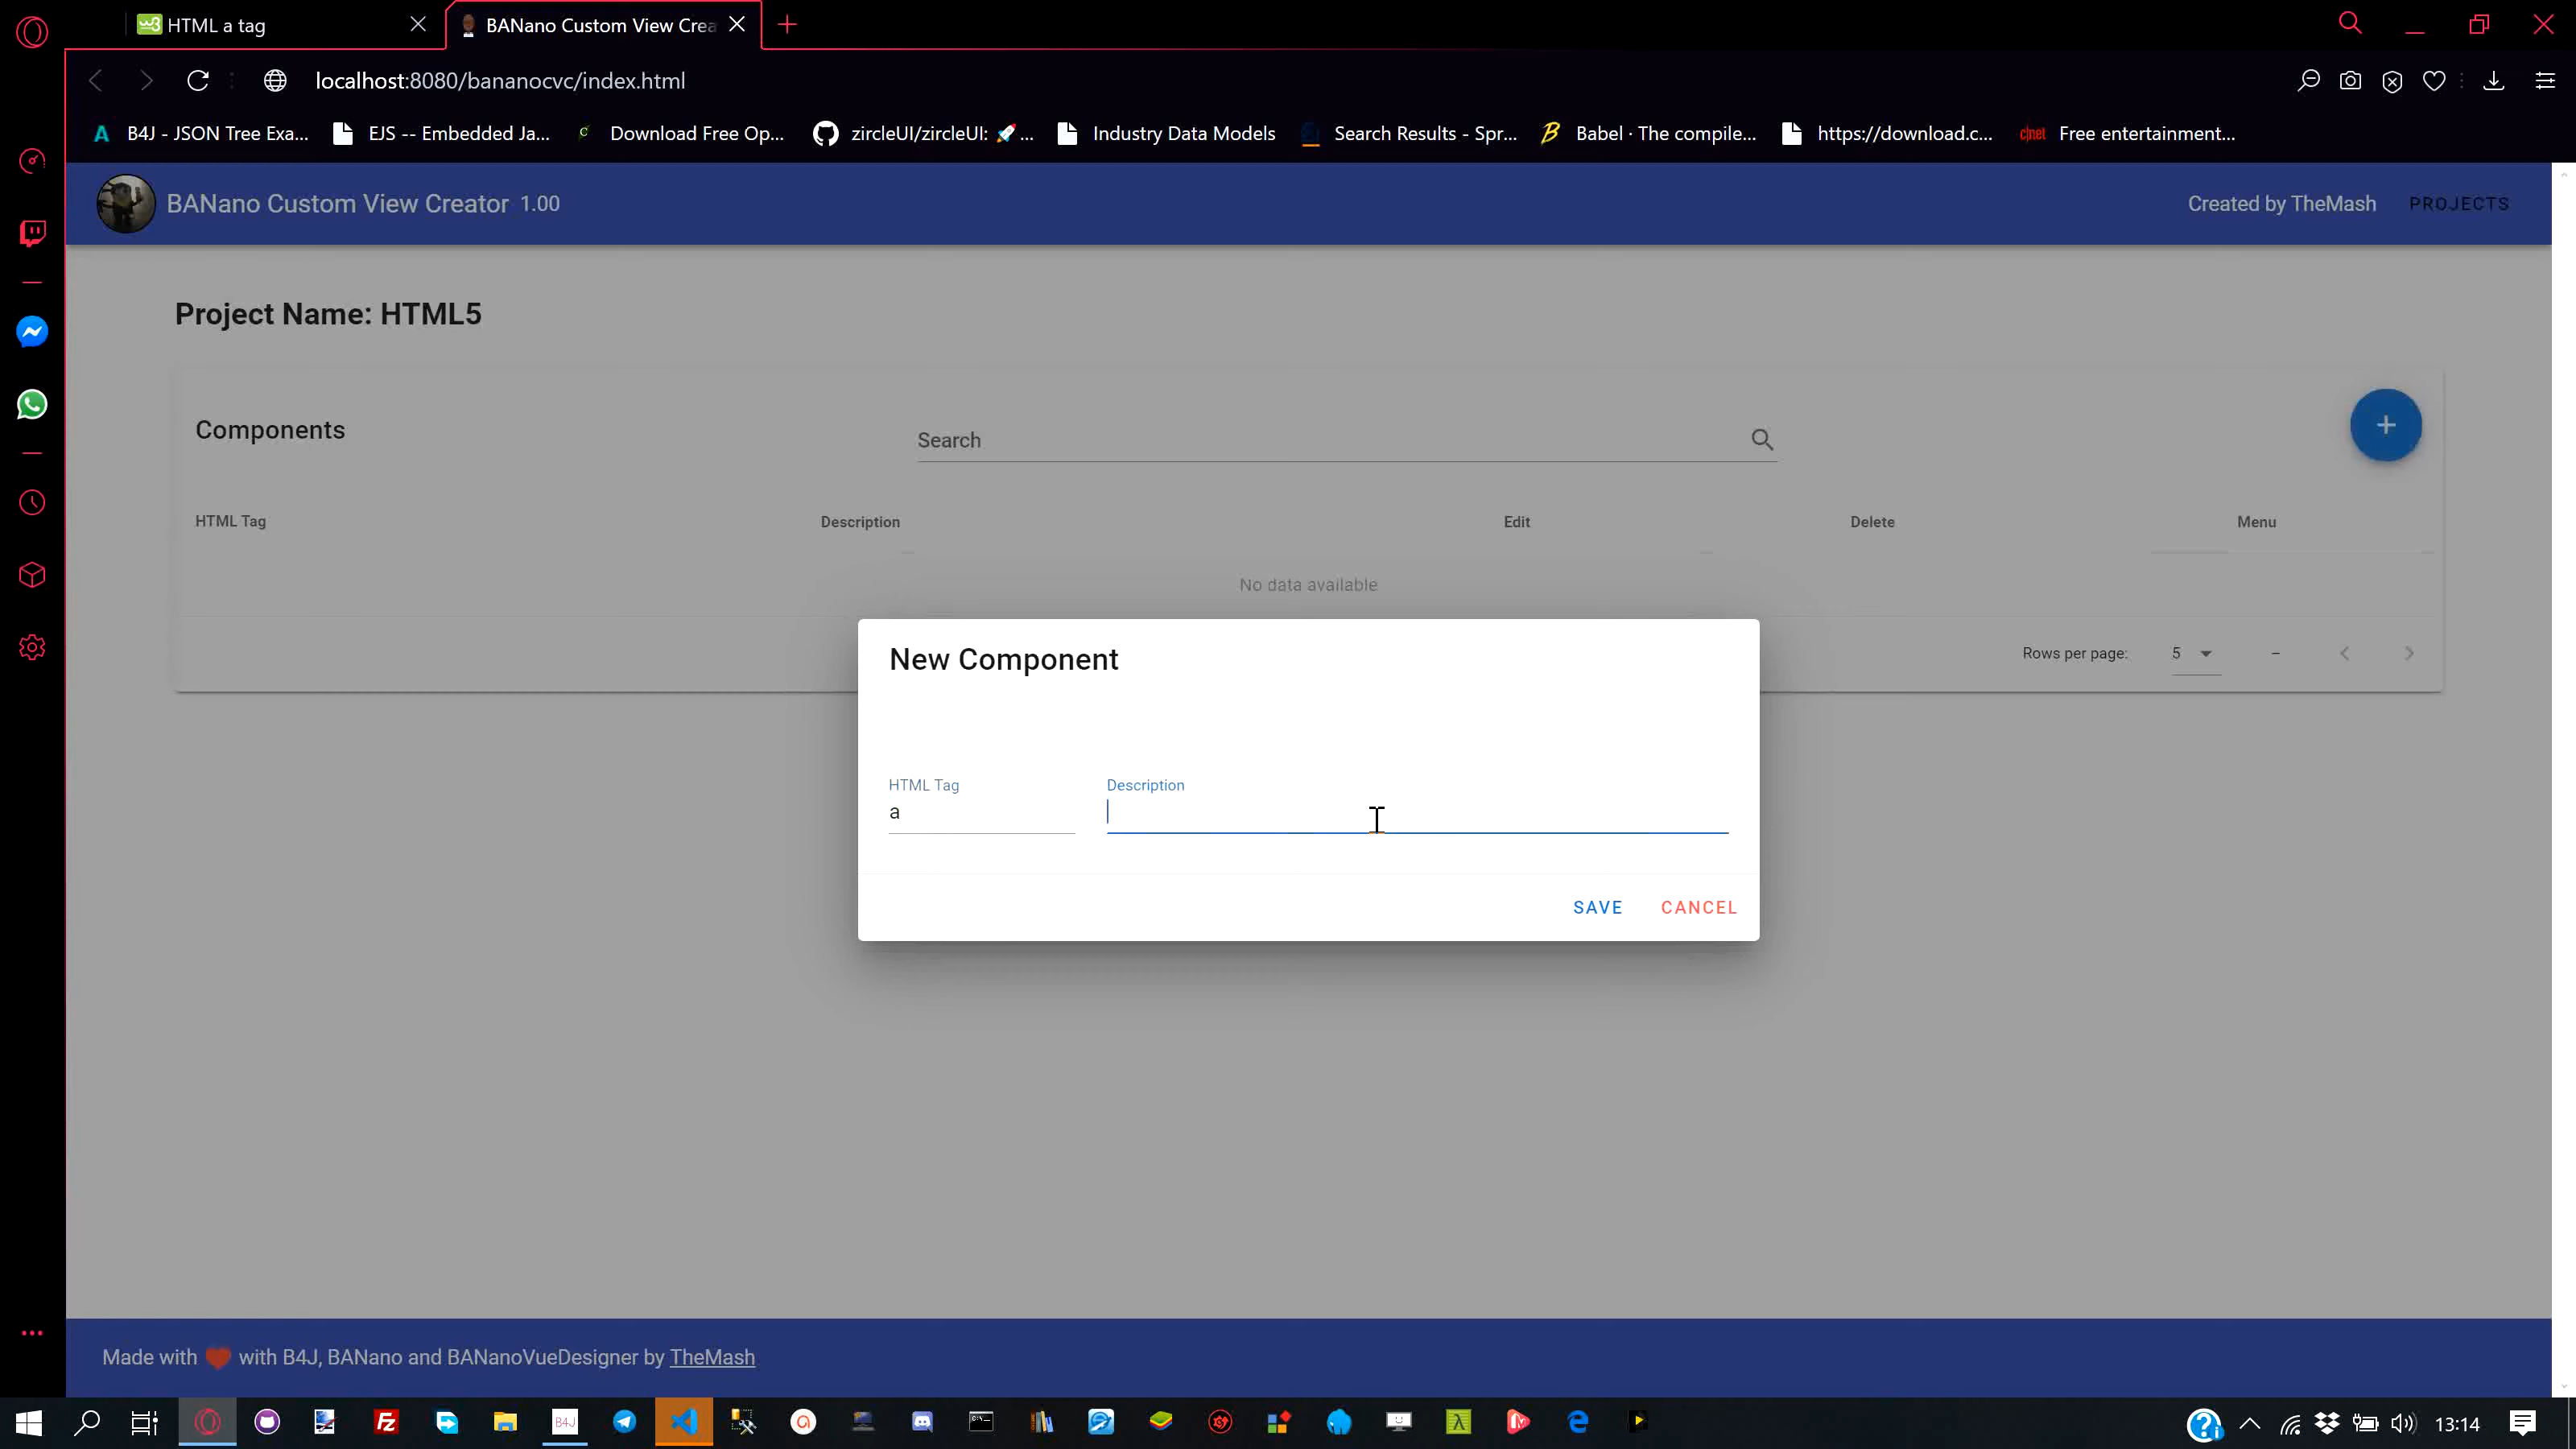 HTML a tag
BANano Custom View Crea
localhost:8080/bananocvc/index.html
B4J - JSON Tree Exa...
EJS -- Embedded Ja...
Download Free Op...
zircleUI/zircleUI: 🚀 ...
Industry Data Models
Search Results - Spr...
Babel · The compile...
https://download.c...
c|net Free entertainment...
BANano Custom View Creator 1.00
Created by TheMash
PROJECTS
Project Name: HTML5
Components
Search
HTML Tag
Description
Edit
Delete
Menu
No data available
Rows per page:
5
–
New Component
HTML Tag
Description
a
SAVE
CANCEL
Made with ❤ with B4J, BANano and BANanoVueDesigner by TheMash
B4J
13:14